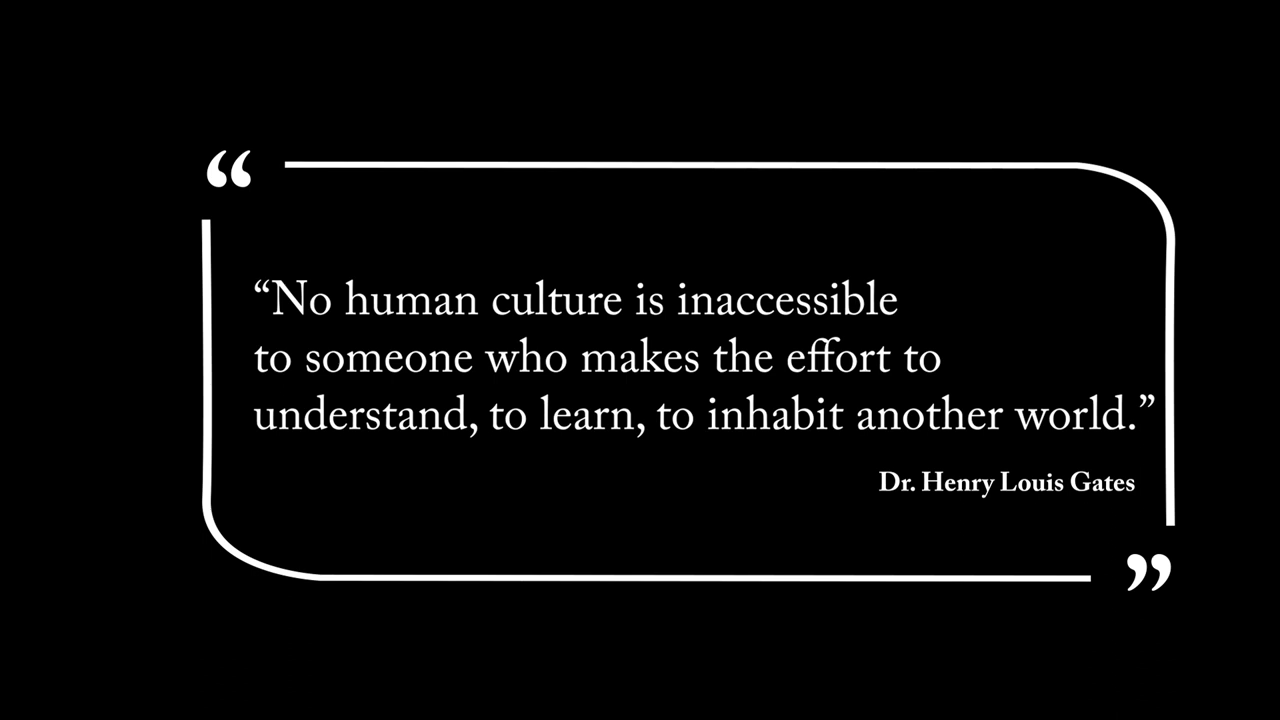 “
“No human culture is inaccessible
to someone who makes the effort to
understand, to learn, to inhabit another world.”
Dr. Henry Louis Gates
”